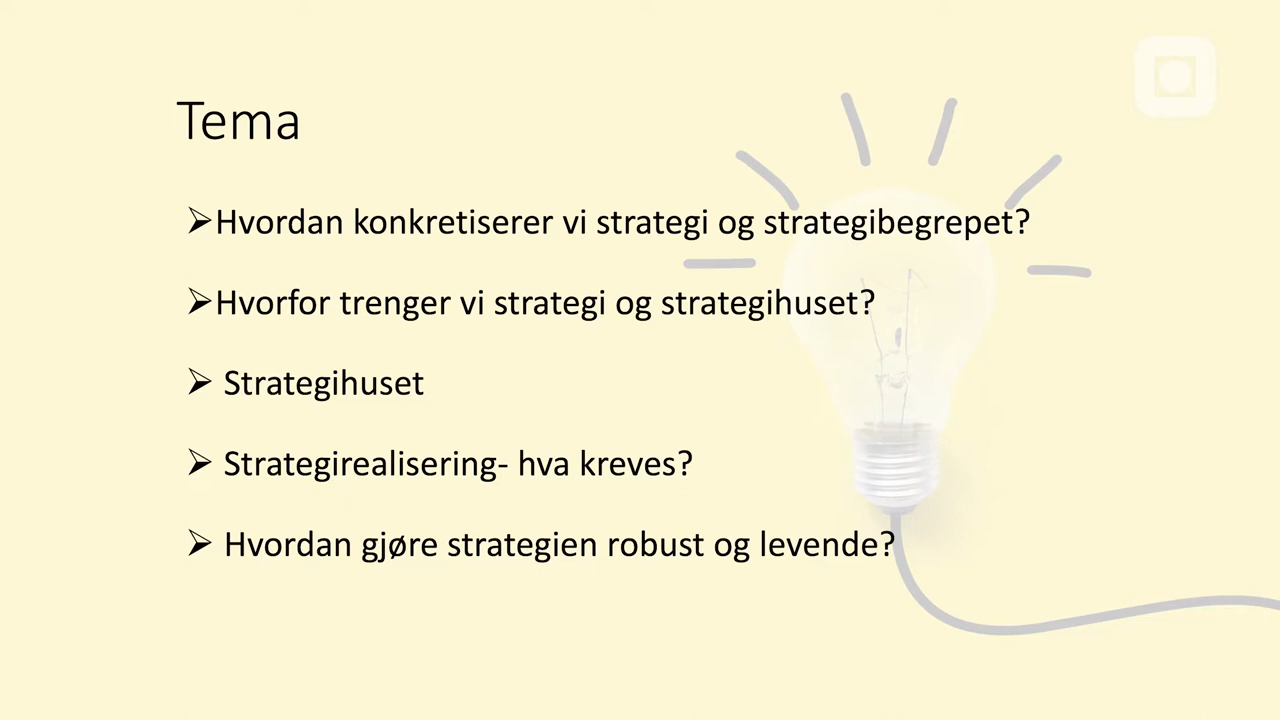 Tema
➢Hvordan konkretiserer vi strategi og strategibegrepet?
➢Hvorfor trenger vi strategi og strategihuset?
➢ Strategihuset
➢ Strategirealisering- hva kreves?
➢ Hvordan gjøre strategien robust og levende?